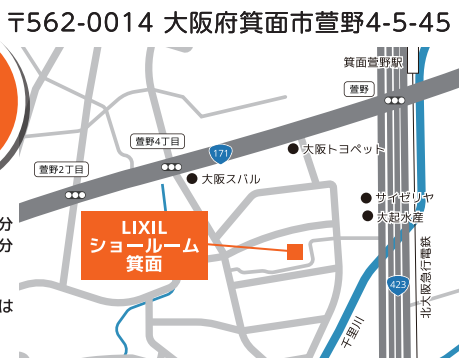 〒562-0014 大阪府箕面市萱野4-5-45
箕面萱野駅
萱野
萱野4丁目
171
大阪トヨペット
萱野2丁目
大阪スバル
サイゼリヤ
大起水産
分
LIXIL
ショールーム
箕面
分
423
北大阪急行電鉄
は
千里川